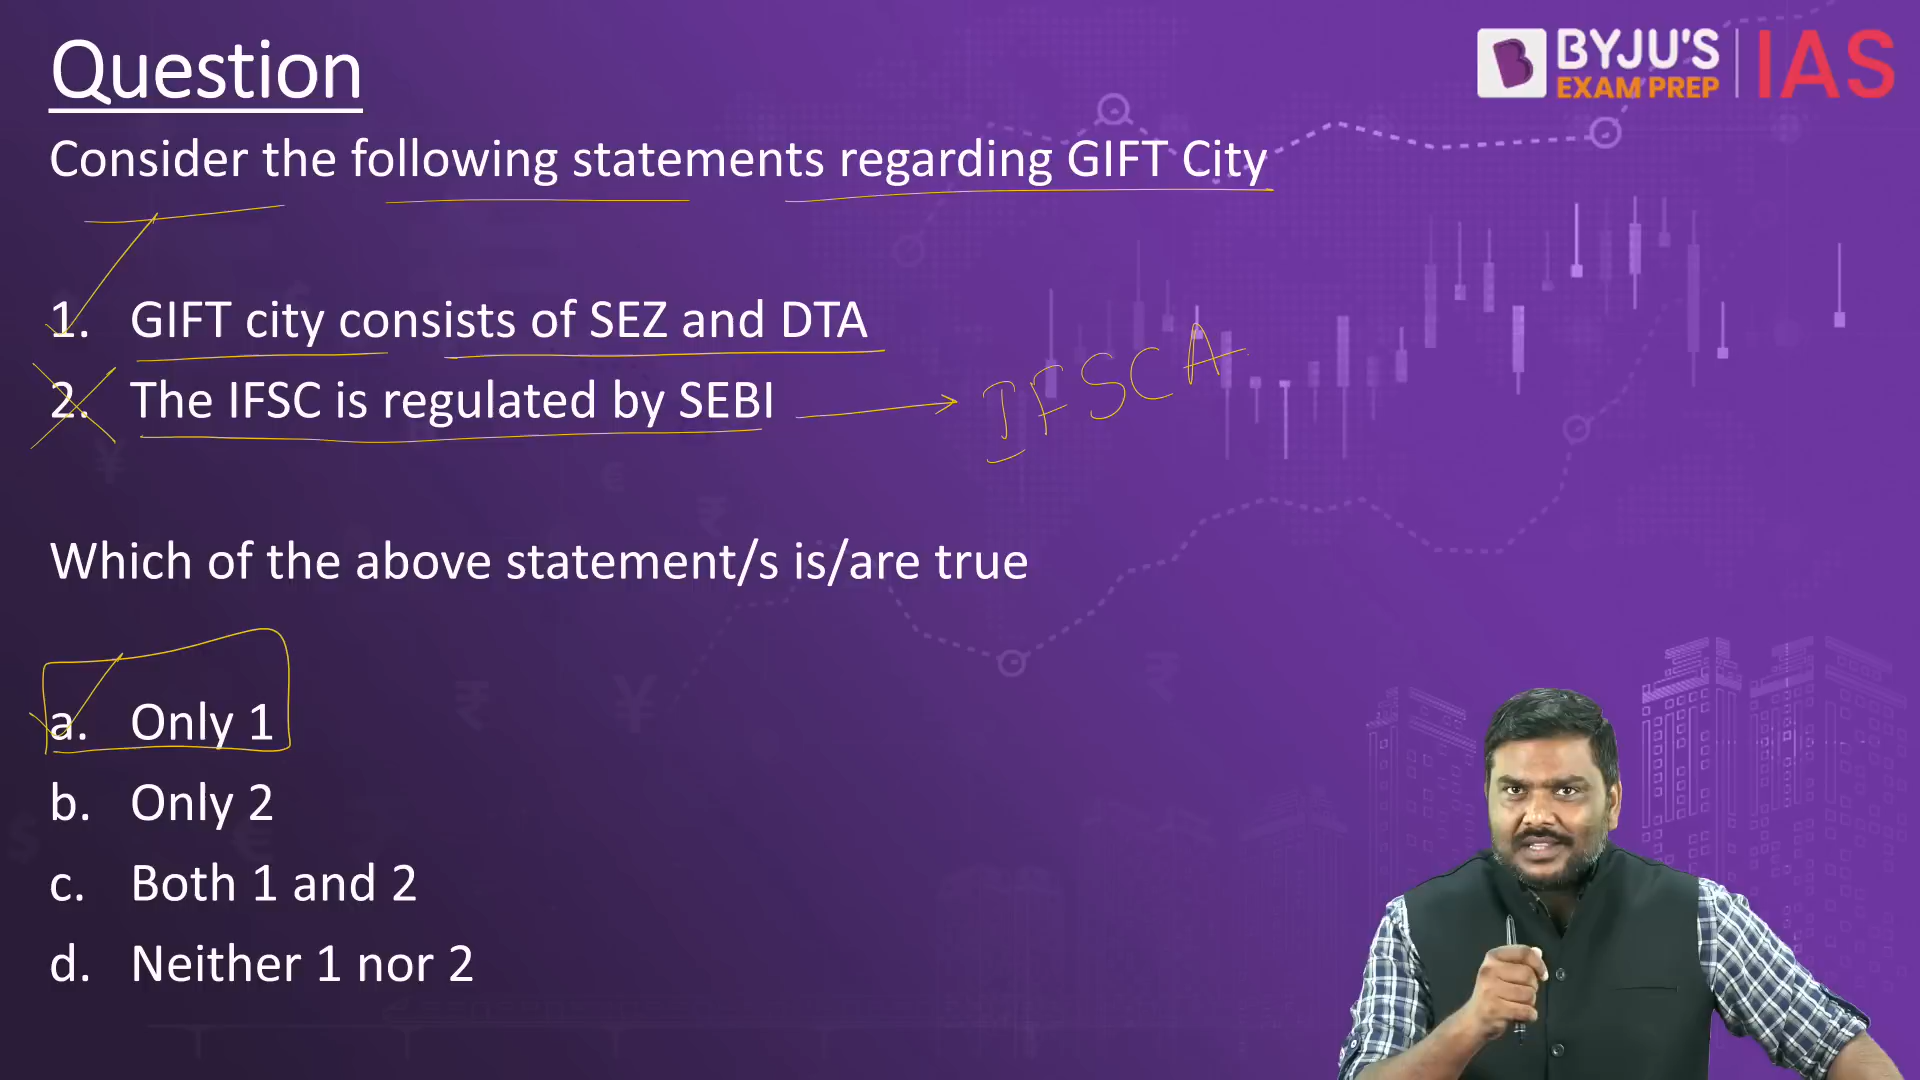 Question
BYJU'S
EXAM PREP
IAS
Consider the following statements regarding GIFT City
1. GIFT city consists of SEZ and DTA
2. The IFSC is regulated by SEBI
IFSCA
Which of the above statement/s is/are true
a. Only 1
b. Only 2
c. Both 1 and 2
d. Neither 1 nor 2